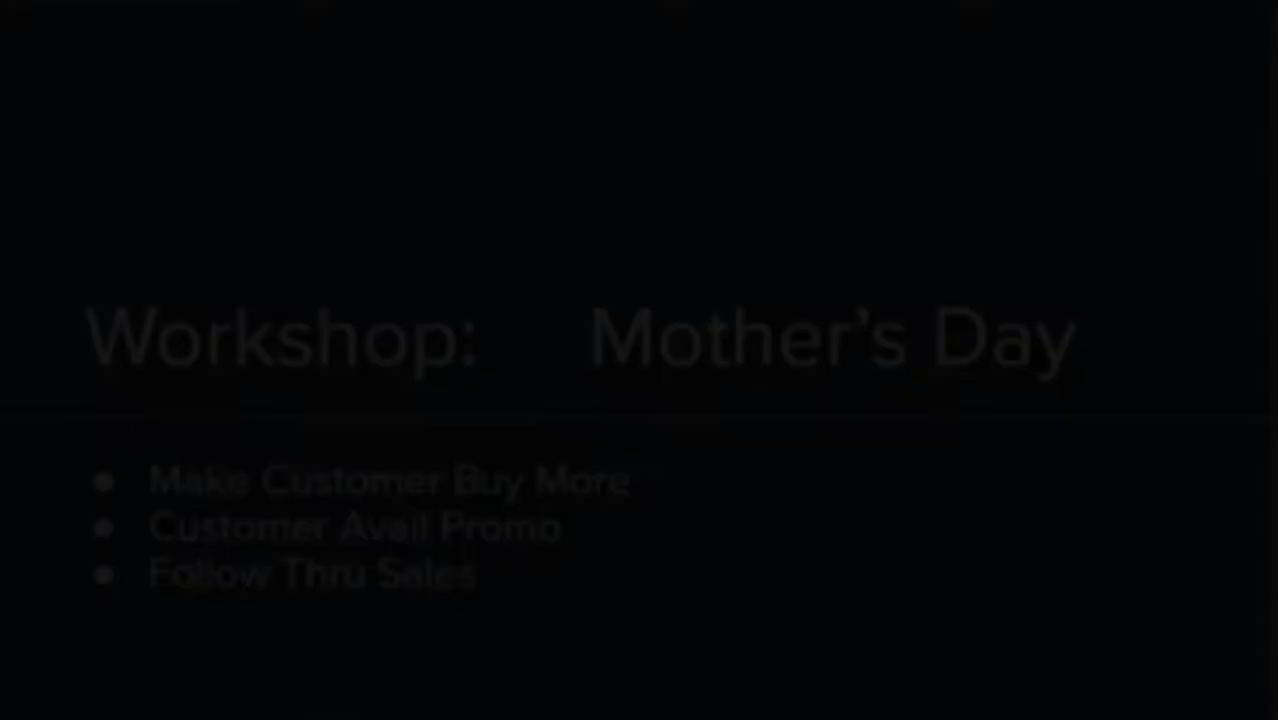 Workshop: Mother's Day
• Make Customer Buy More
• Customer Avail Promo
• Follow Thru Sales